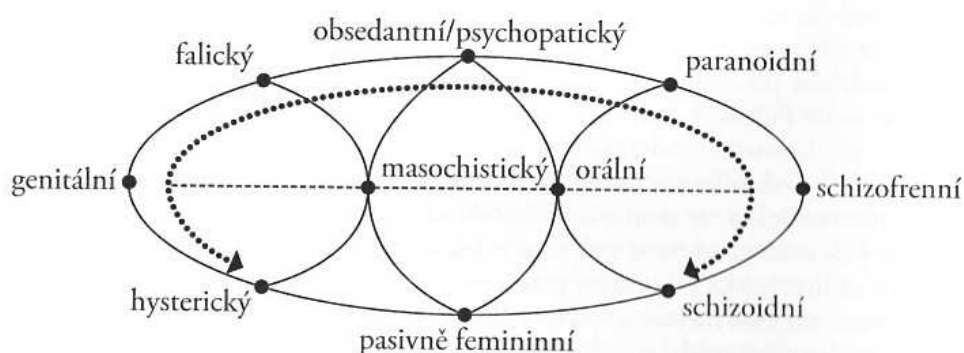 obsedantní/psychopatický
falický
paranoidní
genitální
masochistický
orální
schizofrenní
hysterický
schizoidní
pasivně femininní